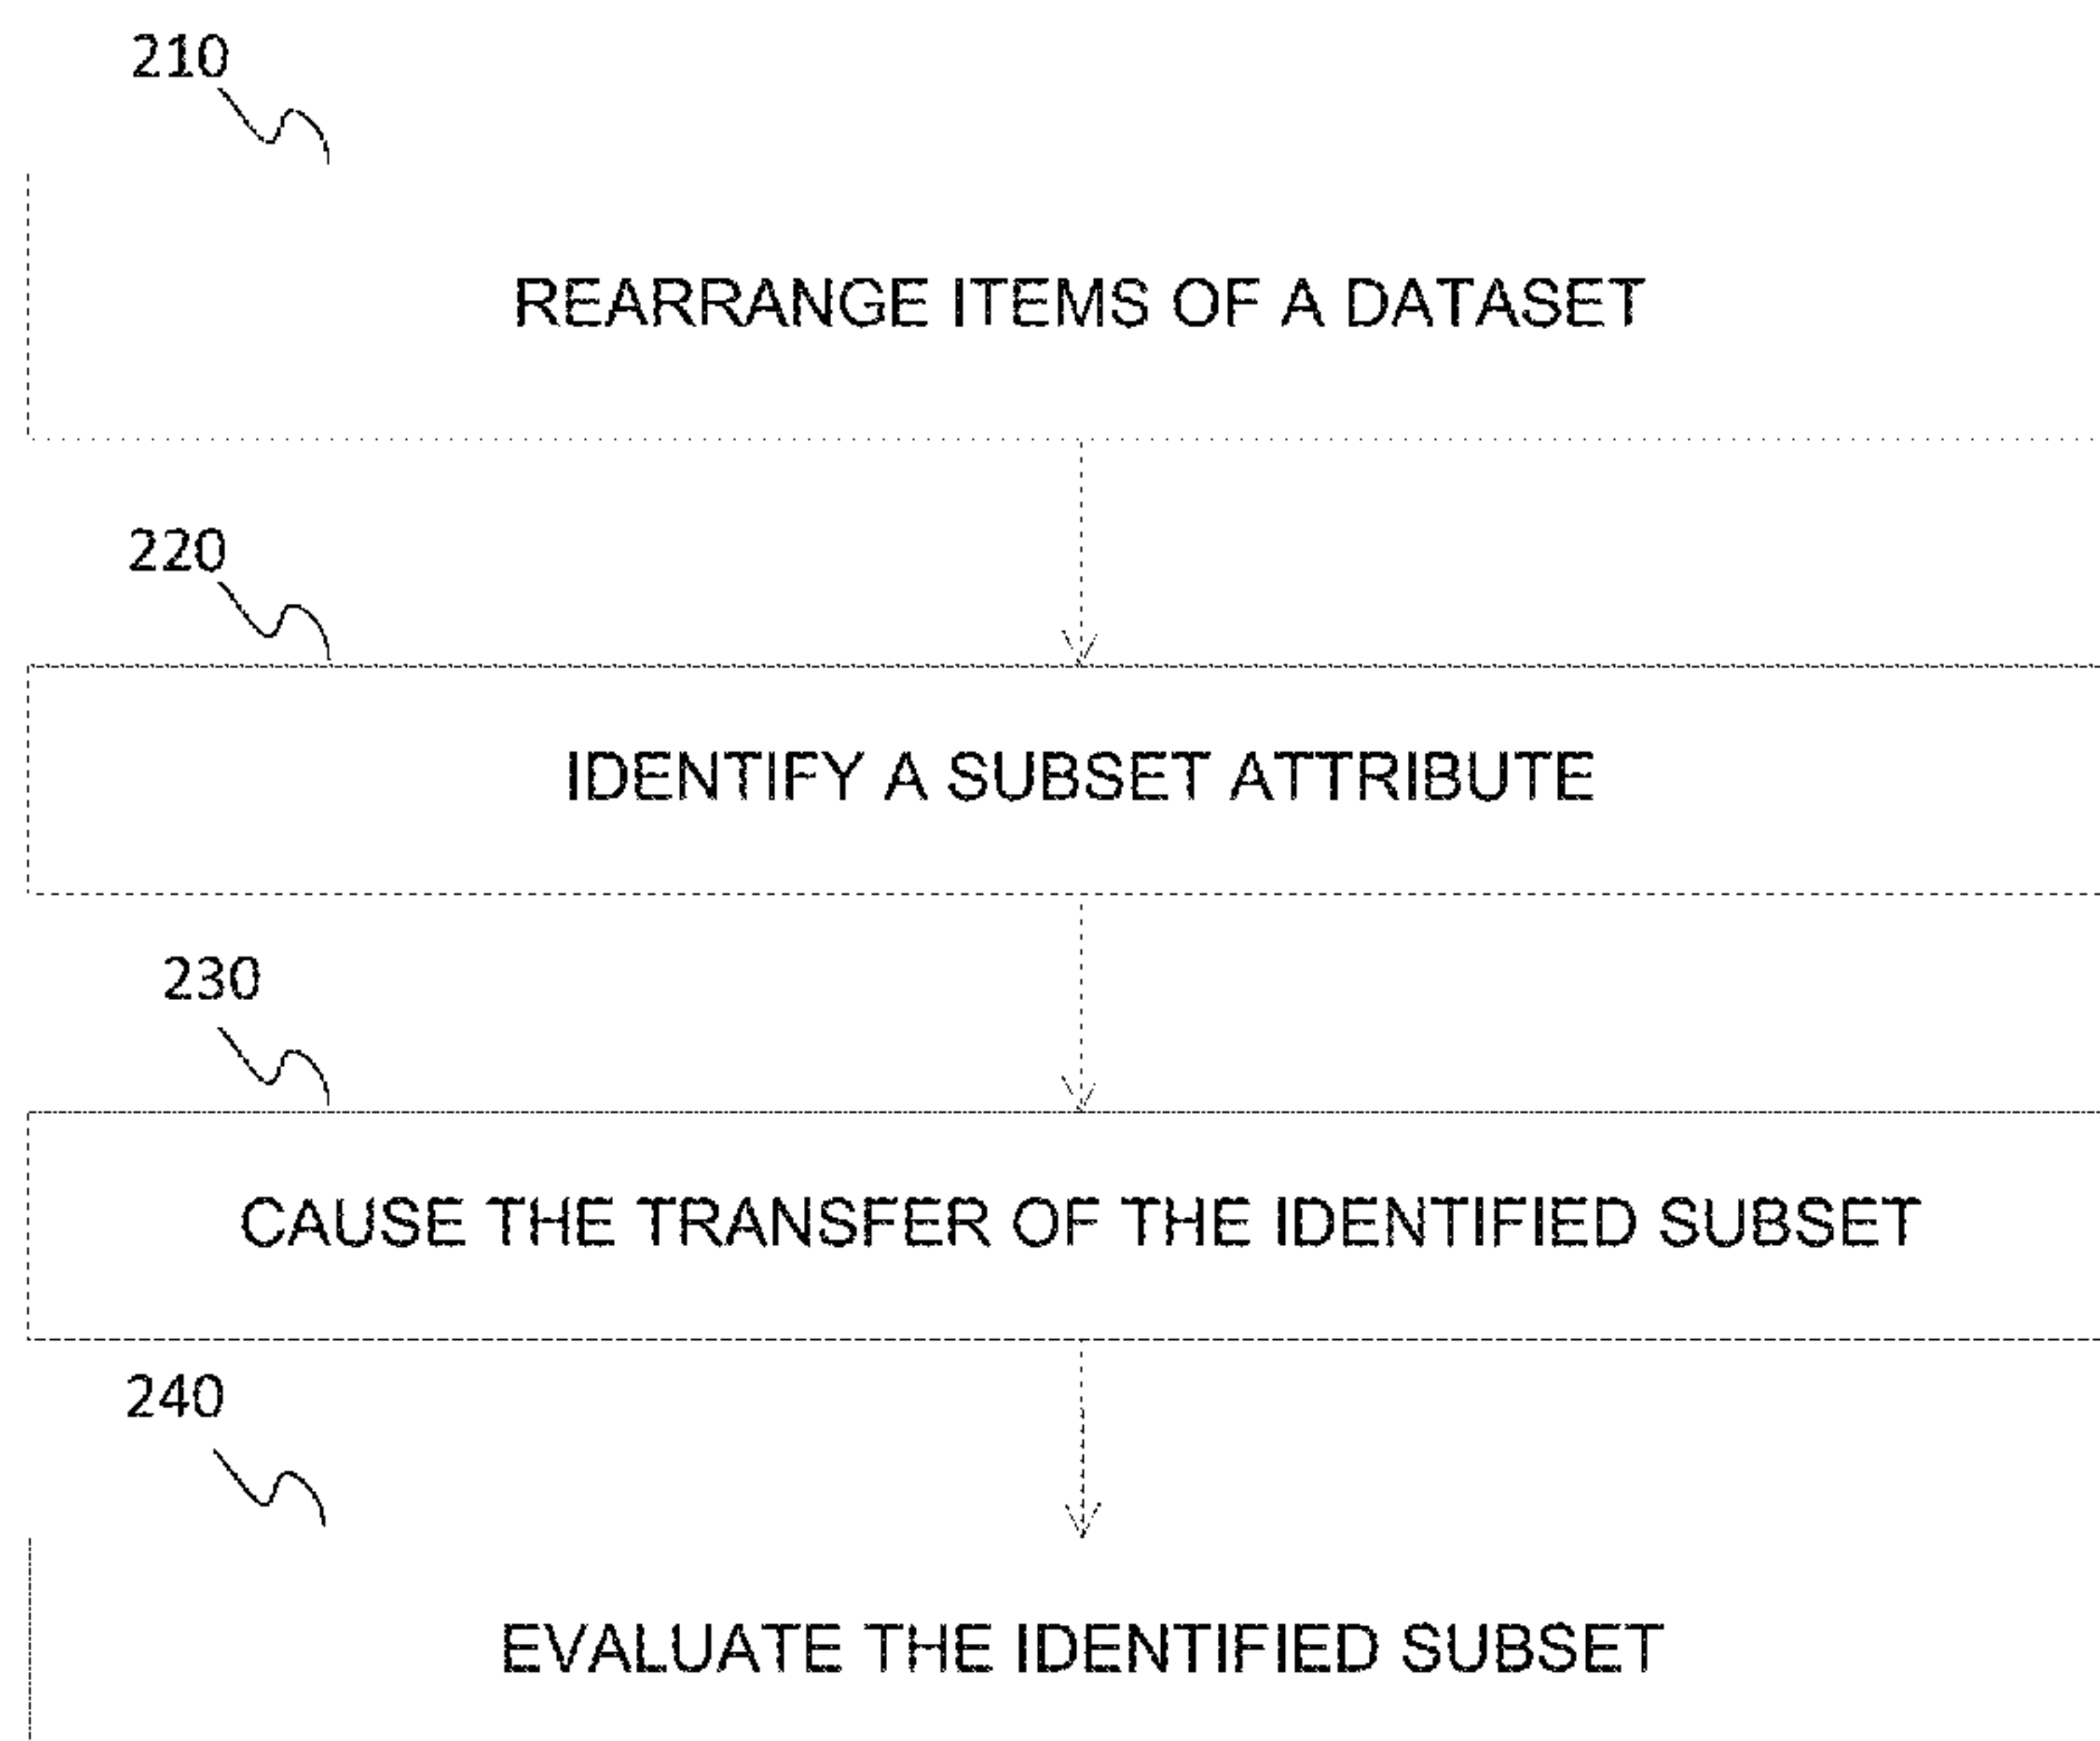 210
REARRANGE ITEMS OF A DATASET
220
IDENTIFY A SUBSET ATTRIBUTE
230
CAUSE THE TRANSFER OF THE IDENTIFIED SUBSET
240
EVALUATE THE IDENTIFIED SUBSET